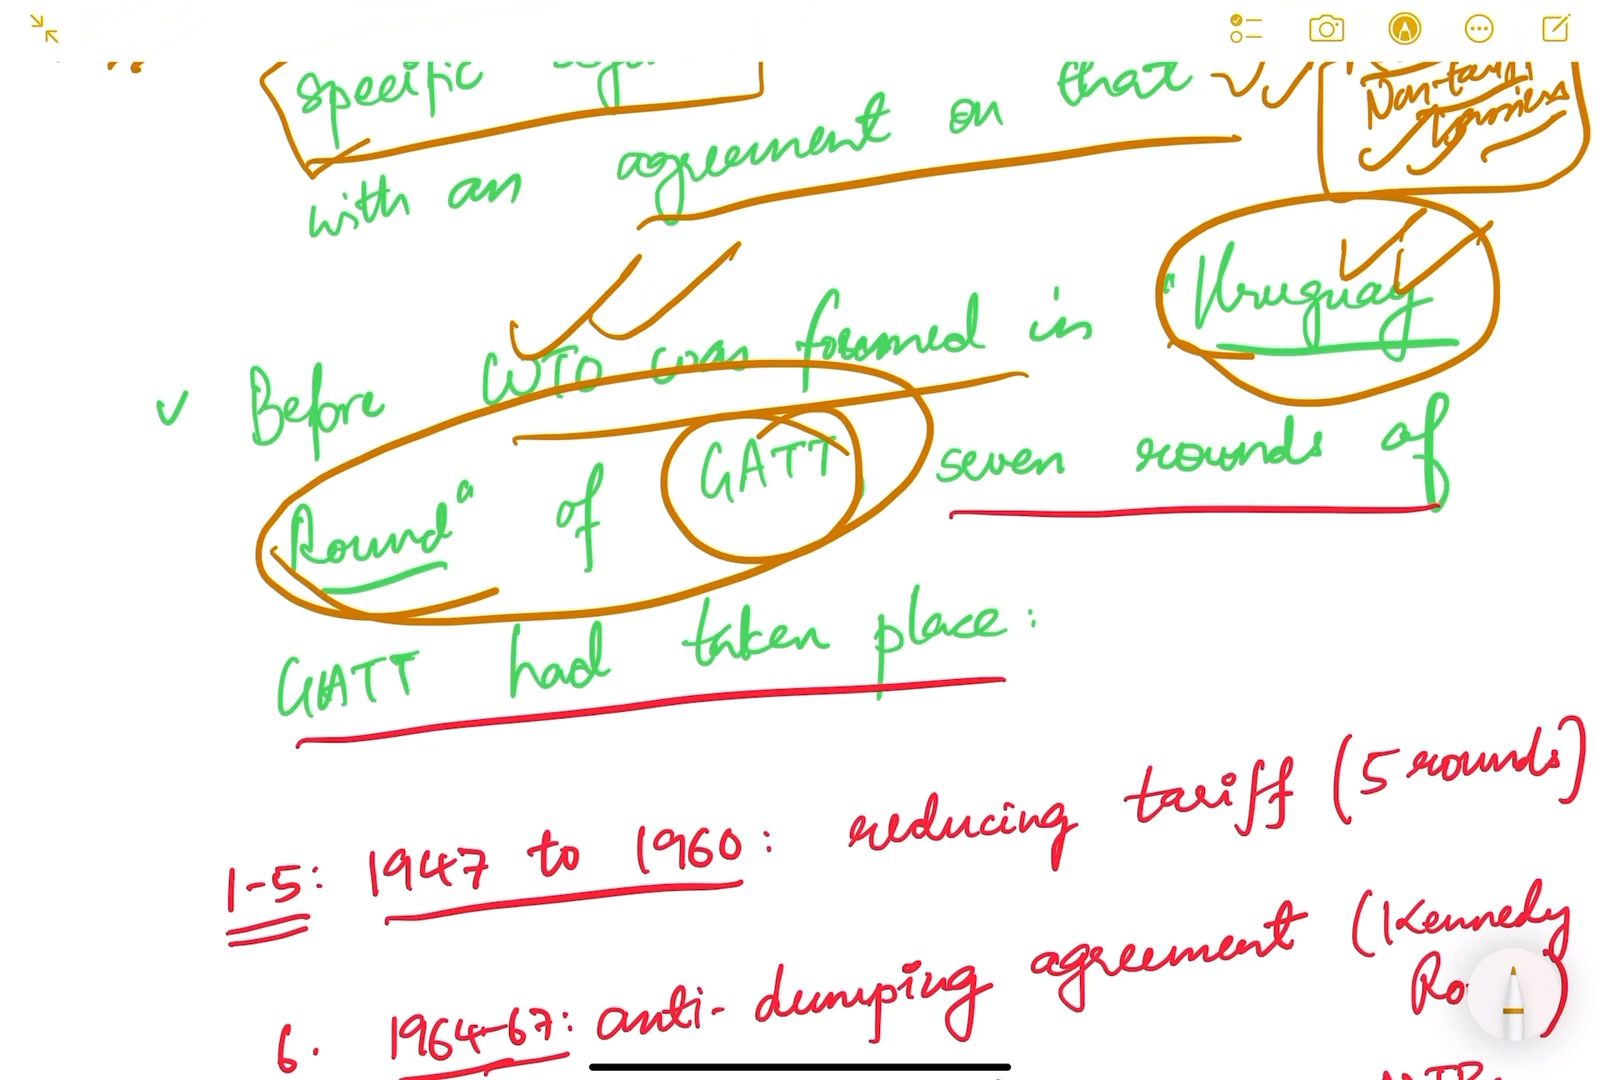 specific
with an agreement on that
Non-tariff
barriers
✓ Before WTO was formed in "Uruguay
Round" of GATT, seven rounds of
GATT had taken place:
1-5: 1947 to 1960: reducing tariff (5 rounds)
6. 1964-67: anti-dumping agreement (Kennedy